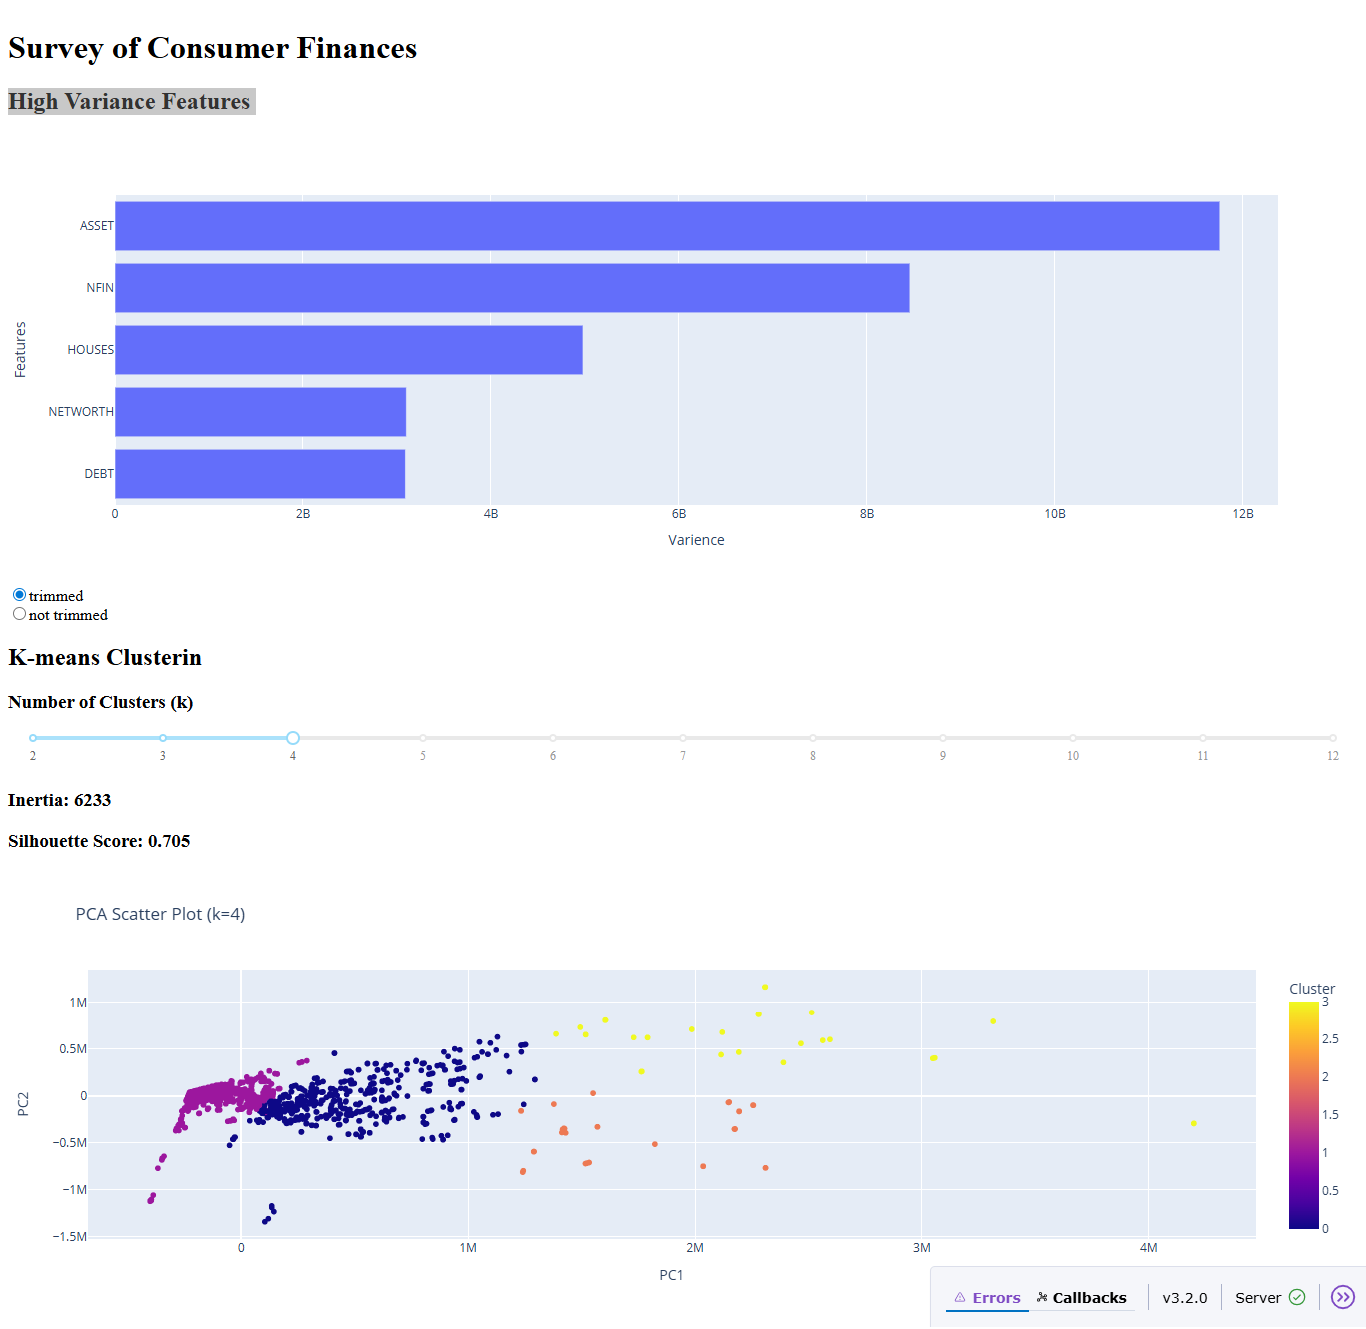 Survey of Consumer Finances
High Variance Features
Features
ASSET
NFIN
HOUSES
NETWORTH
DEBT
0 2B 4B 6B 8B 10B 12B
Varience
trimmed
not trimmed
K-means Clusterin
Number of Clusters (k)
2 3 4 5 6 7 8 9 10 11 12
Inertia: 6233
Silhouette Score: 0.705
PCA Scatter Plot (k=4)
PC2
1M
0.5M
0
−0.5M
−1M
−1.5M
0 1M 2M 3M 4M
PC1
Cluster
3
2.5
2
1.5
1
0.5
0
Errors Callbacks v3.2.0 Server